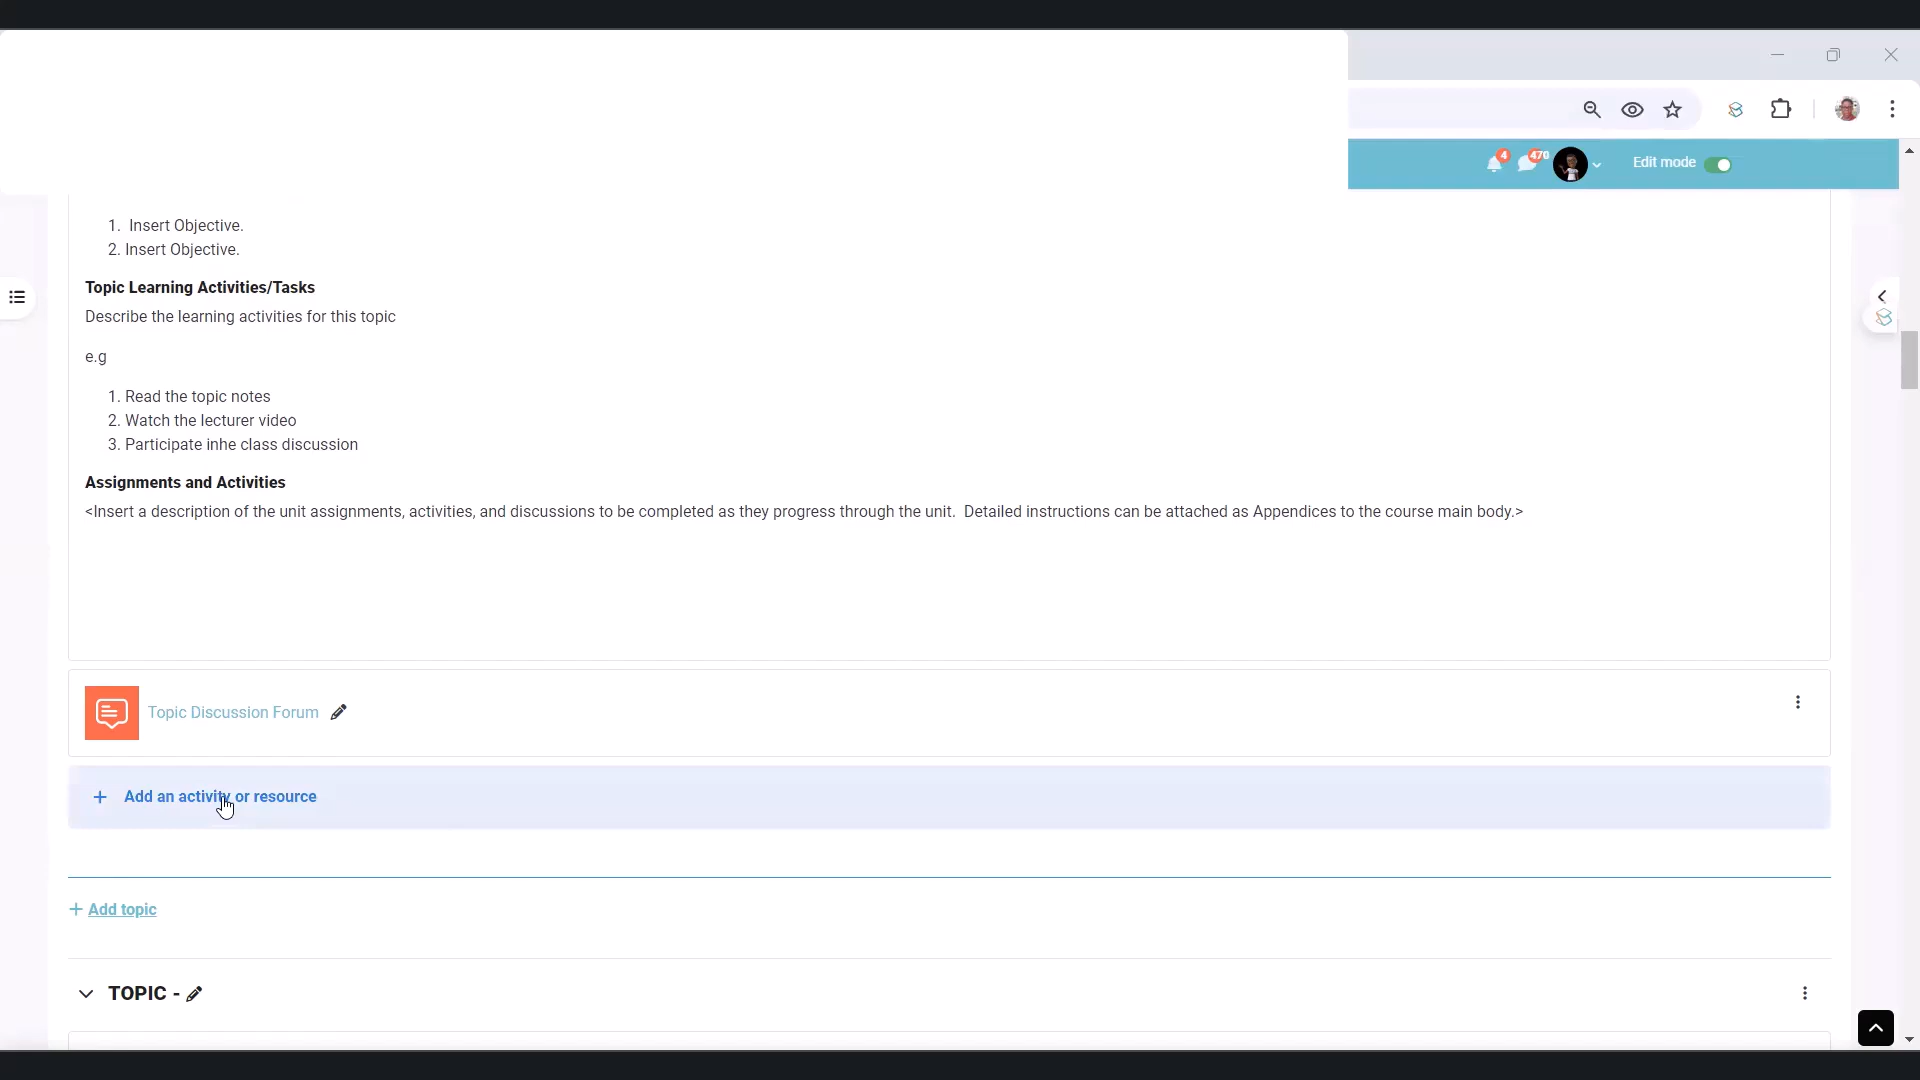 4
470
Edit mode
1. Insert Objective.
2. Insert Objective.
Topic Learning Activities/Tasks
Describe the learning activities for this topic
e.g
1. Read the topic notes
2. Watch the lecturer video
3. Participate inhe class discussion
Assignments and Activities
<Insert a description of the unit assignments, activities, and discussions to be completed as they progress through the unit.  Detailed instructions can be attached as Appendices to the course main body.>
Topic Discussion Forum
+ Add an activity or resource
+ Add topic
TOPIC -